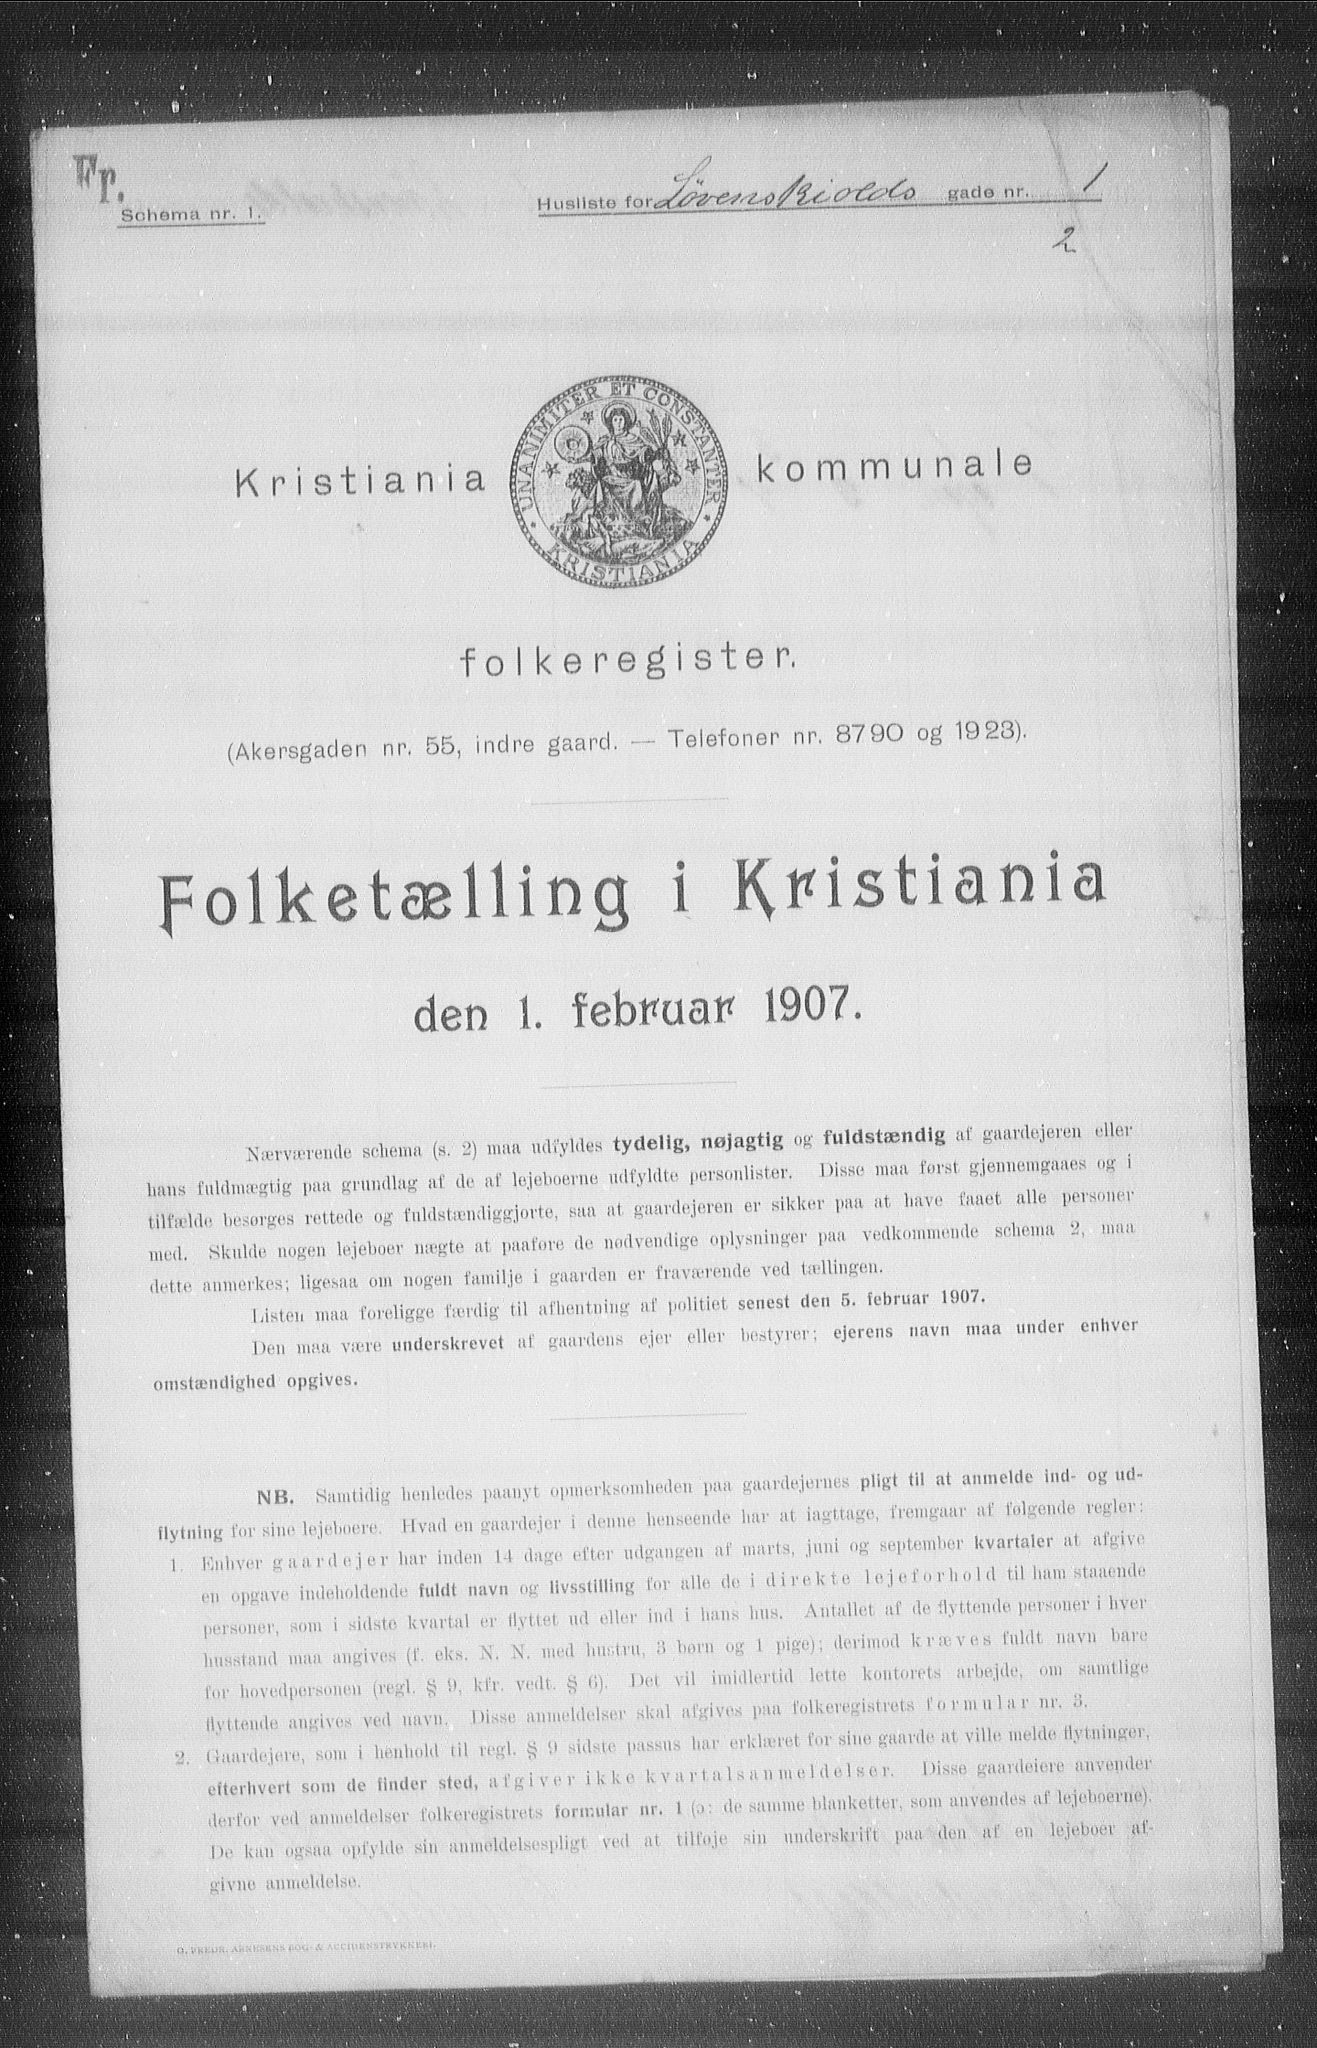 Fr.
Schema nr. 1.
Husliste for Løvenskiolds gade nr. 1
2
UNANIMITER ET CONSTANTER
KRISTIANIA
Kristiania kommunale
folkeregister.
(Akersgaden nr. 55, indre gaard. — Telefoner nr. 8790 og 1923).
Folketælling i Kristiania
den 1. februar 1907.
Nærværende schema (s. 2) maa udfyldes tydelig, nøjagtig og fuldstændig af gaardejeren eller
hans fuldmægtig paa grundlag af de af lejeboerne udfyldte personlister. Disse maa først gjennemgaaes og i
tilfælde besørges rettede og fuldstændiggjorte, saa at gaardejeren er sikker paa at have faaet alle personer
med. Skulde nogen lejeboer nægte at paaføre de nødvendige oplysninger paa vedkommende schema 2, maa
dette anmerkes; ligesaa om nogen familje i gaarden er fraværende ved tællingen.
Listen maa foreligge færdig til afhentning af politiet senest den 5. februar 1907.
Den maa være underskrevet af gaardens ejer eller bestyrer; ejerens navn maa under enhver
omstændighed opgives.
NB. Samtidig henledes paanyt opmerksomheden paa gaardejernes pligt til at anmelde ind- og ud-
flytning for sine lejeboere. Hvad en gaardejer i denne henseende har at iagttage, fremgaar af følgende regler:
1. Enhver gaardejer har inden 14 dage efter udgangen af marts, juni og september kvartaler at afgive
en opgave indeholdende fuldt navn og livsstilling for alle de i direkte lejeforhold til ham staaende
personer, som i sidste kvartal er flyttet ud eller ind i hans hus. Antallet af de flyttende personer i hver
husstand maa angives (f. eks. N. N. med hustru, 3 børn og 1 pige); derimod kræves fuldt navn bare
for hovedpersonen (regl. § 9, kfr. vedt. § 6). Det vil imidlertid lette kontorets arbejde, om samtlige
flyttende angives ved navn. Disse anmeldelser skal afgives paa folkeregistrets formular nr. 3.
2. Gaardejere, som i henhold til regl. § 9 sidste passus har erklæret for sine gaarde at ville melde flytninger,
efterhvert som de finder sted, afgiver ikke kvartalsanmeldelser. Disse gaardeiere anvender
derfor ved anmeldelser folkeregistrets formular nr. 1 (ɔ: de samme blanketter, som anvendes af lejeboerne).
De kan ogsaa opfylde sin anmeldelsespligt ved at tilføje sin underskrift paa den af en lejeboer af-
givne anmeldelse.
O. FREDR. ARNESENS BOG- & ACCIDENSTRYKKERI.